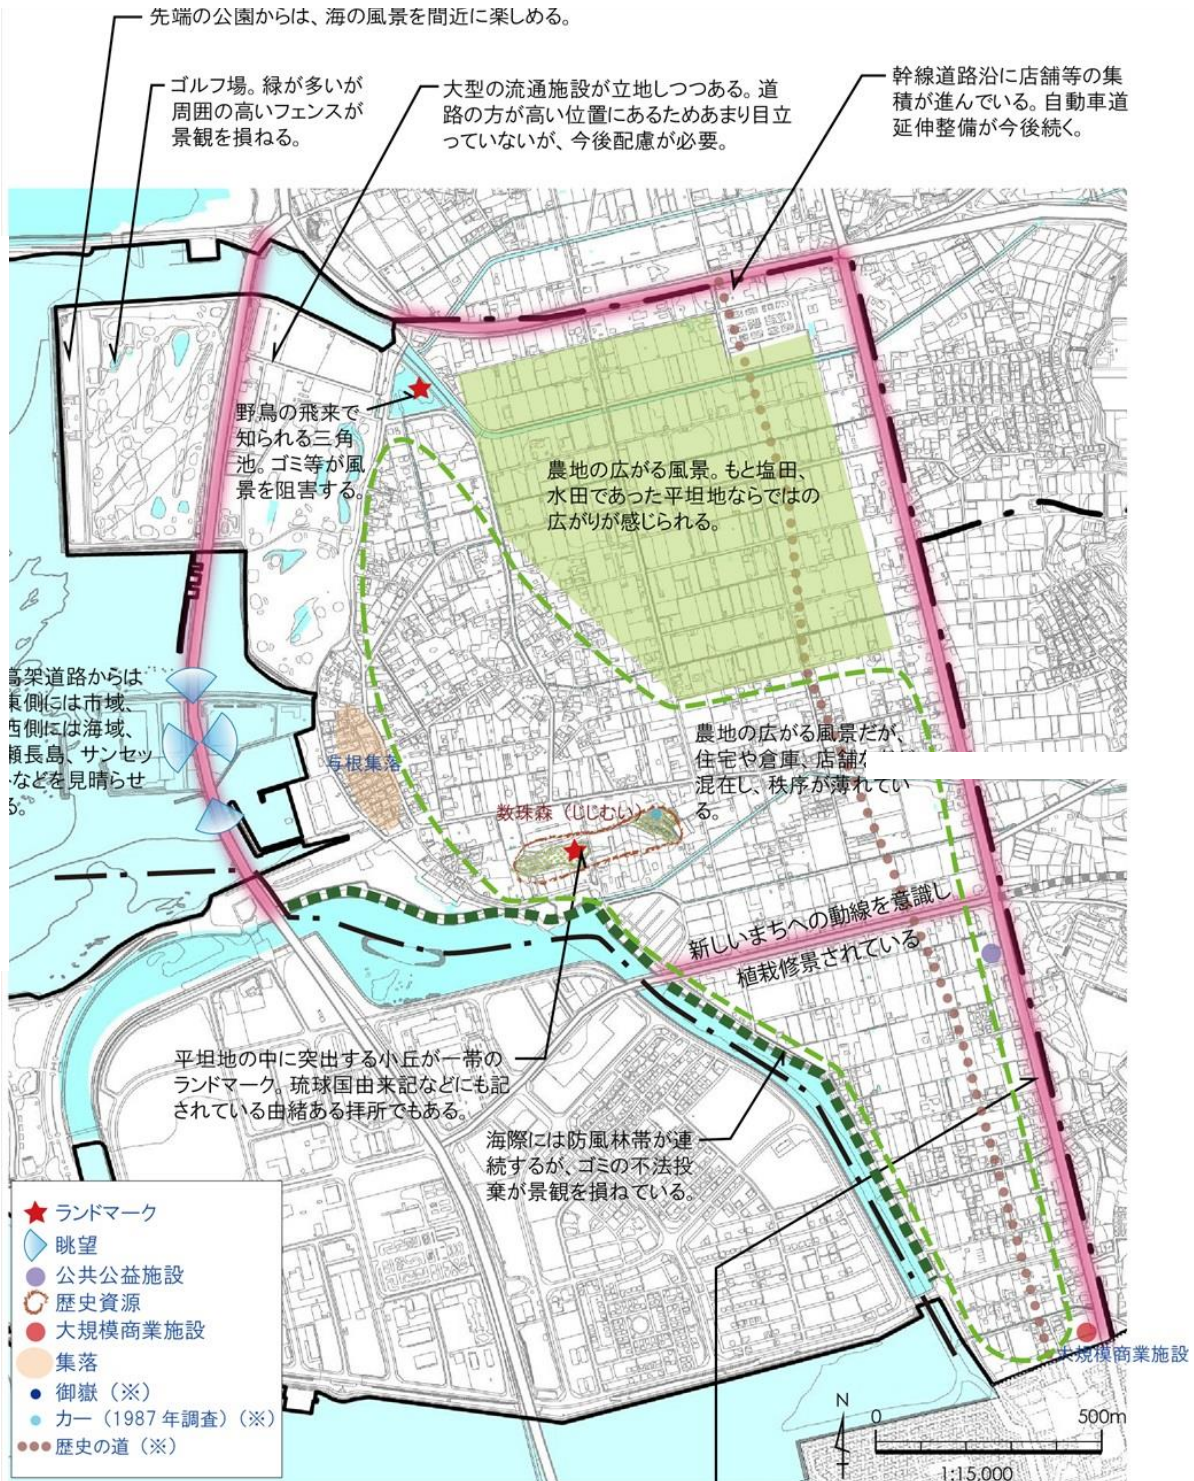 先端の公園からは、海の風景を間近に楽しめる。
ゴルフ場。緑が多いが
周囲の高いフェンスが
景観を損ねる。
大型の流通施設が立地しつつある。道
路の方が高い位置にあるためあまり目立
っていないが、今後配慮が必要。
幹線道路沿に店舗等の集
積が進んでいる。自動車道
延伸整備が今後続く。
野鳥の飛来で
知られる三角
池。ゴミ等が風
景を阻害する。
農地の広がる風景。もと塩田、
水田であった平坦地ならではの
広がりが感じられる。
高架道路からは
東側には市域、
西側には海域、
瀬長島、サンセッ
トなどを見晴らせ
る。
与根集落
農地の広がる風景だが、
住宅や倉庫、店舗
混在し、秩序が薄れてい
る。
数珠森（じじむい）
新しいまちへの動線を意識し
植栽修景されている
平坦地の中に突出する小丘が一帯の
ランドマーク。琉球国由来記などにも記
されている由緒ある拝所でもある。
海際には防風林帯が連
続するが、ゴミの不法投
棄が景観を損ねている。
ランドマーク
眺望
公共公益施設
歴史資源
大規模商業施設
集落
御嶽（※）
カー（1987年調査）（※）
歴史の道（※）
大規模商業施設
N
0 500m
1:15,000